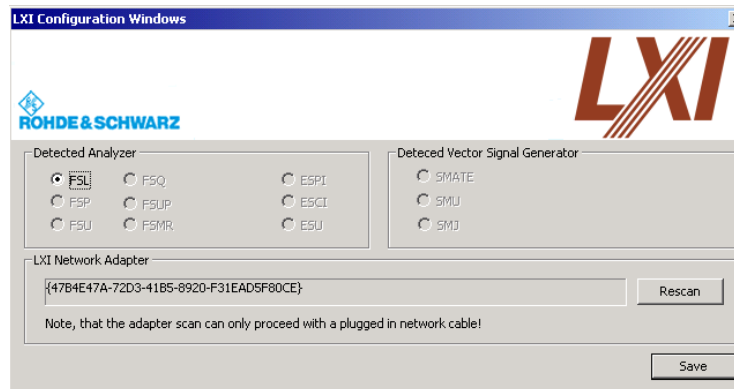 LXI Configuration Windows
LXI
ROHDE & SCHWARZ
Detected Analyzer
FSL FSQ ESPI
FSP FSUP ESCI
FSU FSMR ESU
Deteced Vector Signal Generator
SMATE
SMU
SMJ
LXI Network Adapter
{47B4E47A-72D3-41B5-8920-F31EAD5F80CE}
Rescan
Note, that the adapter scan can only proceed with a plugged in network cable!
Save